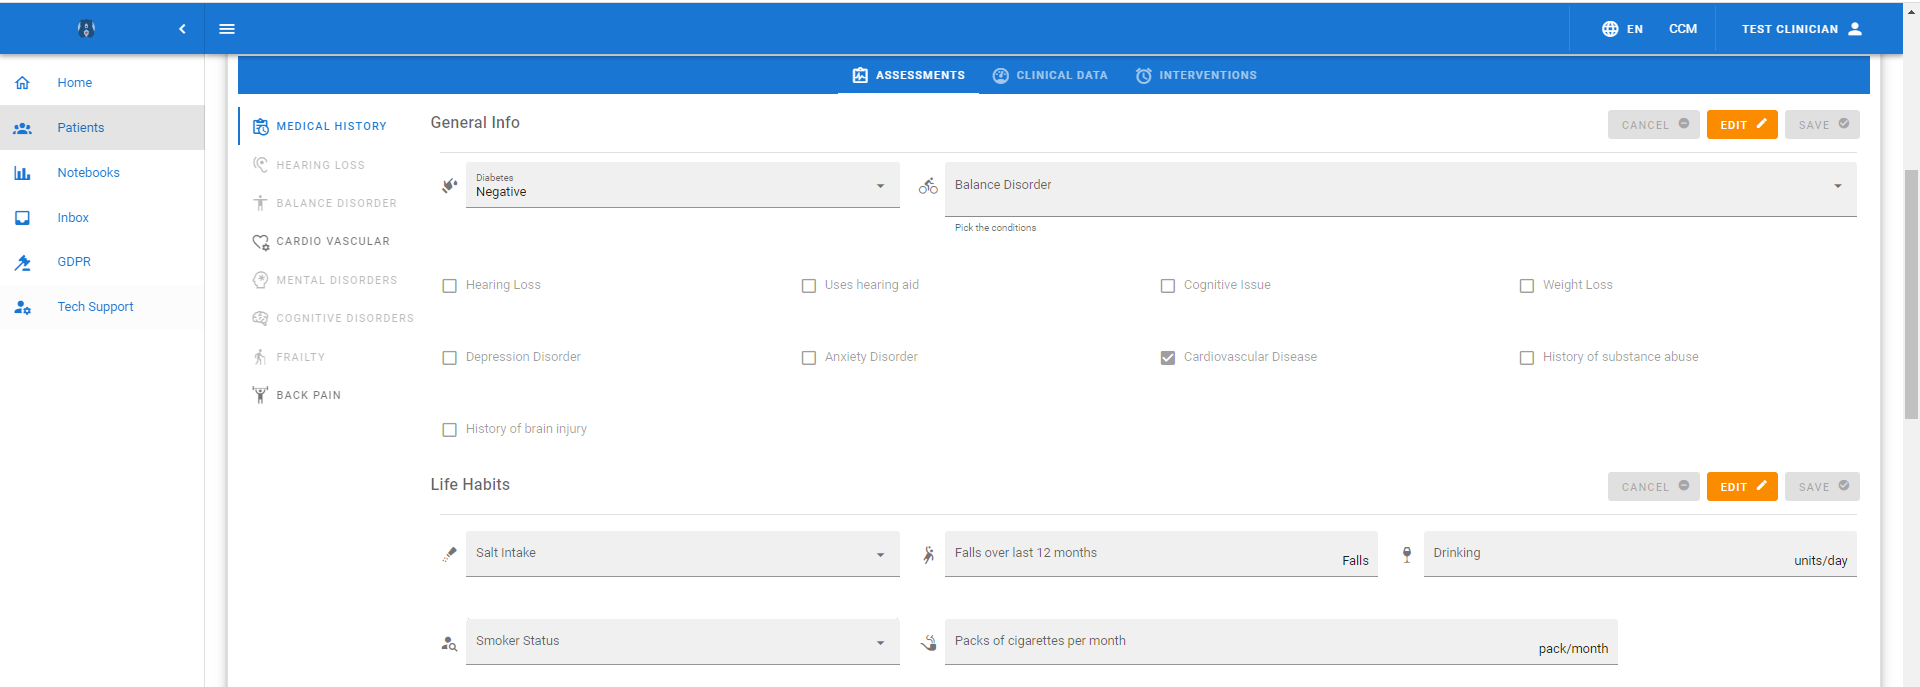 EN
CCM
TEST CLINICIAN
Home
Patients
Notebooks
Inbox
GDPR
Tech Support
ASSESSMENTS
CLINICAL DATA
INTERVENTIONS
MEDICAL HISTORY
HEARING LOSS
BALANCE DISORDER
CARDIO VASCULAR
MENTAL DISORDERS
COGNITIVE DISORDERS
FRAILTY
BACK PAIN
General Info
CANCEL
EDIT
SAVE
Diabetes
Negative
Balance Disorder
Pick the conditions
Hearing Loss
Uses hearing aid
Cognitive Issue
Weight Loss
Depression Disorder
Anxiety Disorder
Cardiovascular Disease
History of substance abuse
History of brain injury
Life Habits
CANCEL
EDIT
SAVE
Salt Intake
Falls over last 12 months
Falls
Drinking
units/day
Smoker Status
Packs of cigarettes per month
pack/month